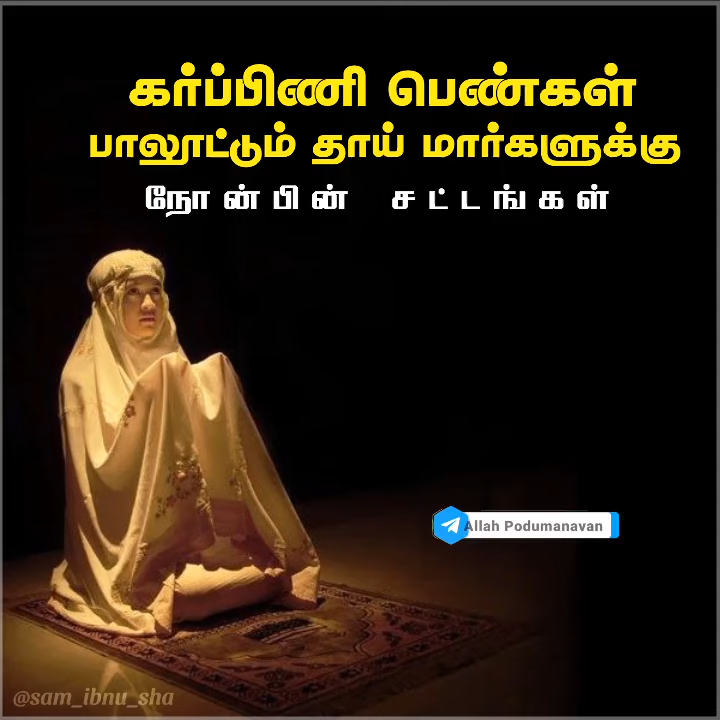 கர்ப்பிணி பெண்கள்
பாலூட்டும் தாய் மார்களுக்கு
நோன்பின் சட்டங்கள்
Allah Podumanavan
@sam_ibnu_sha